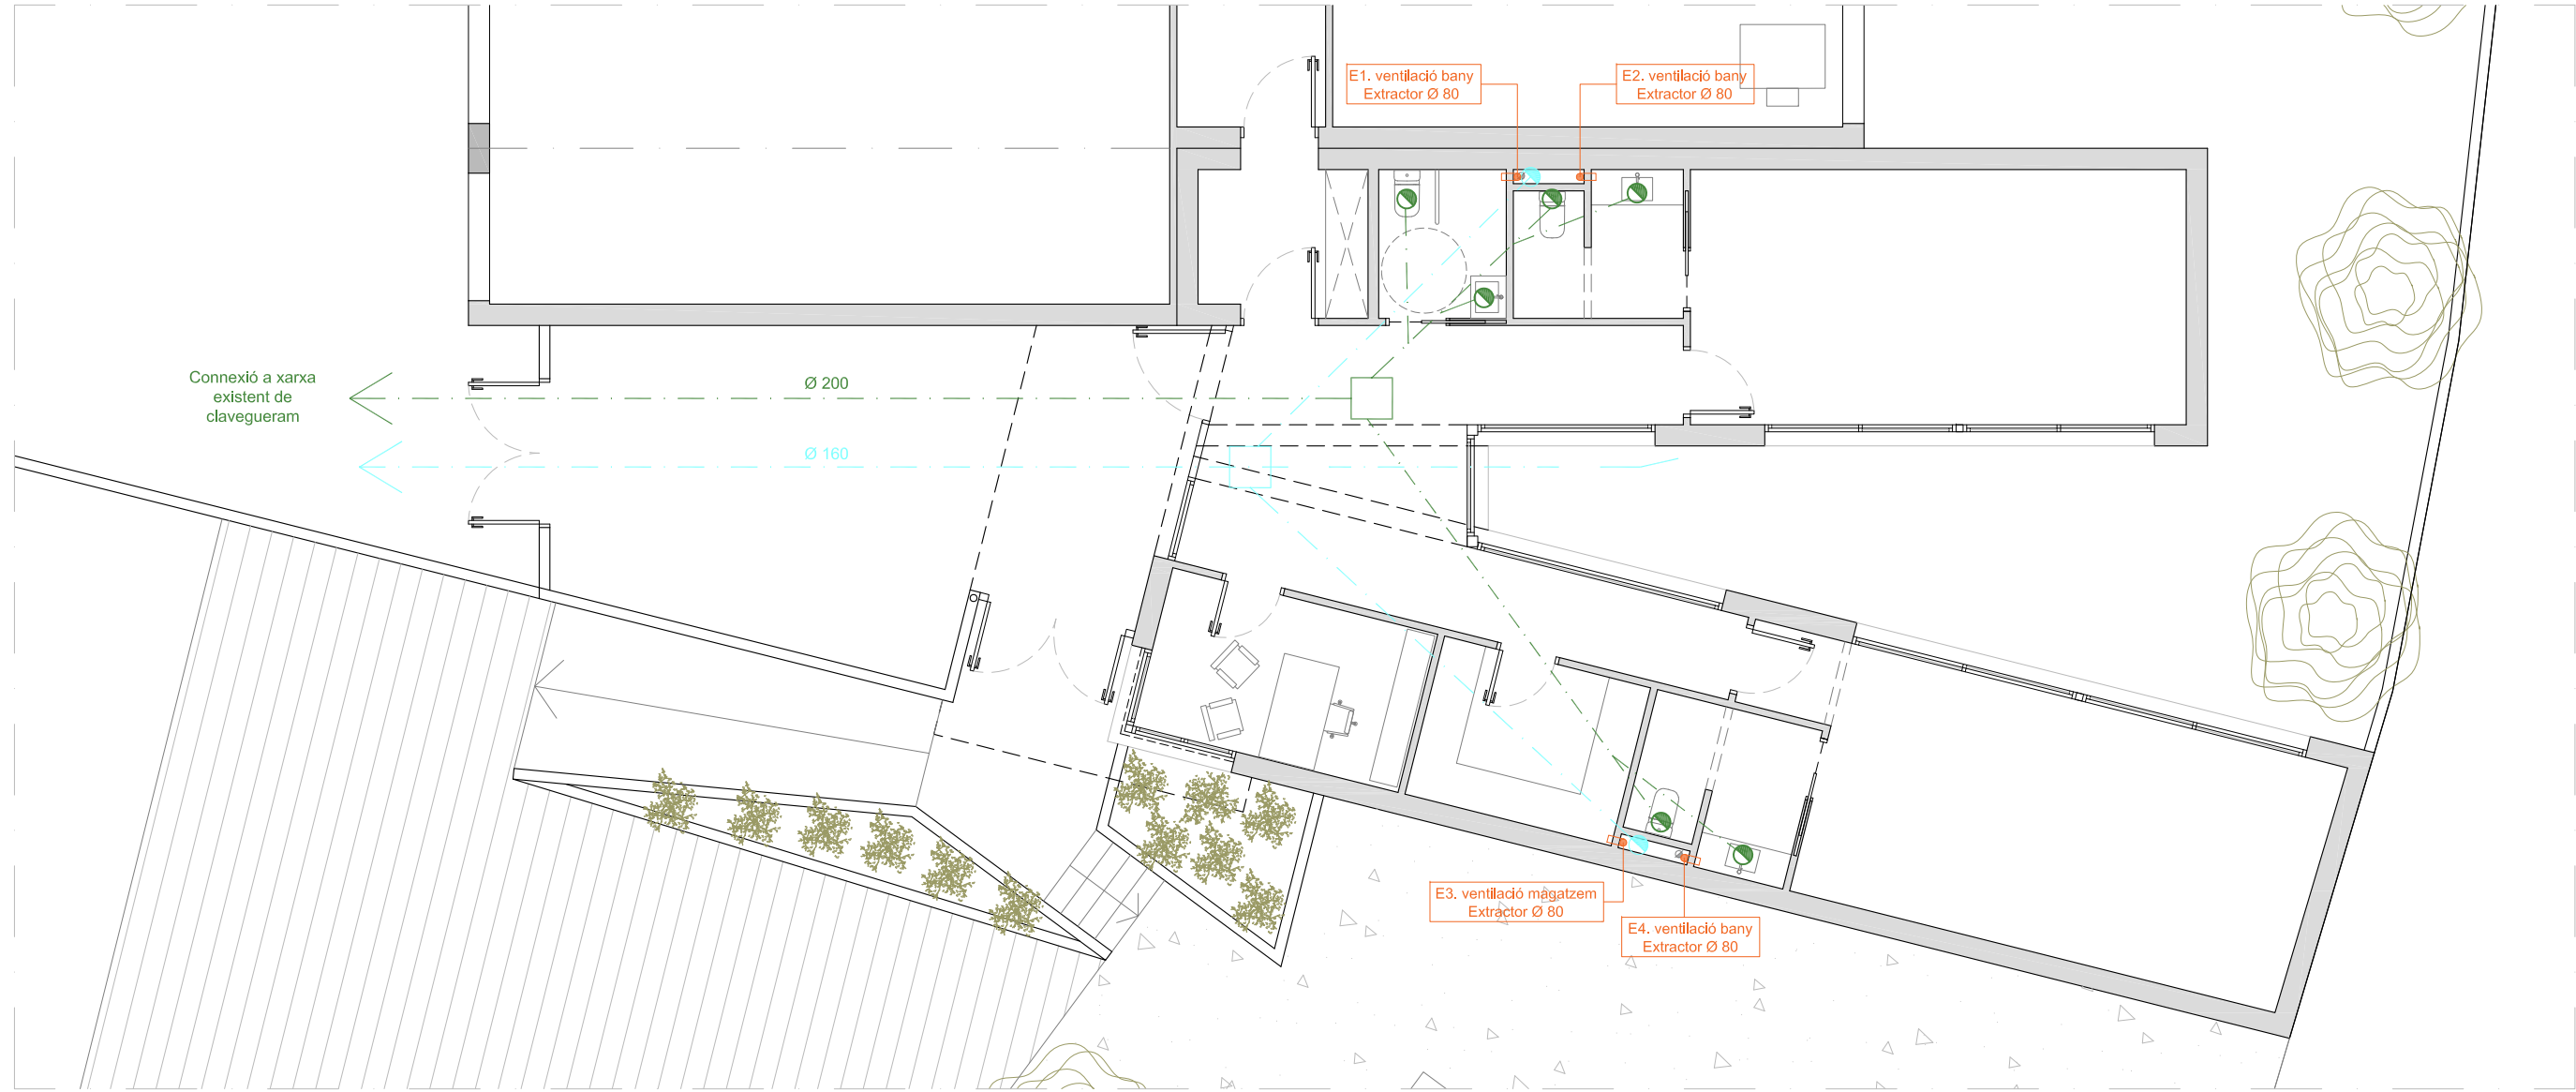 E1. ventilació bany
Extractor Ø 80
E2. ventilació bany
Extractor Ø 80
Connexió a xarxa
existent de
clavegueram
Ø 200
Ø 160
E3. ventilació magatzem
Extractor Ø 80
E4. ventilació bany
Extractor Ø 80